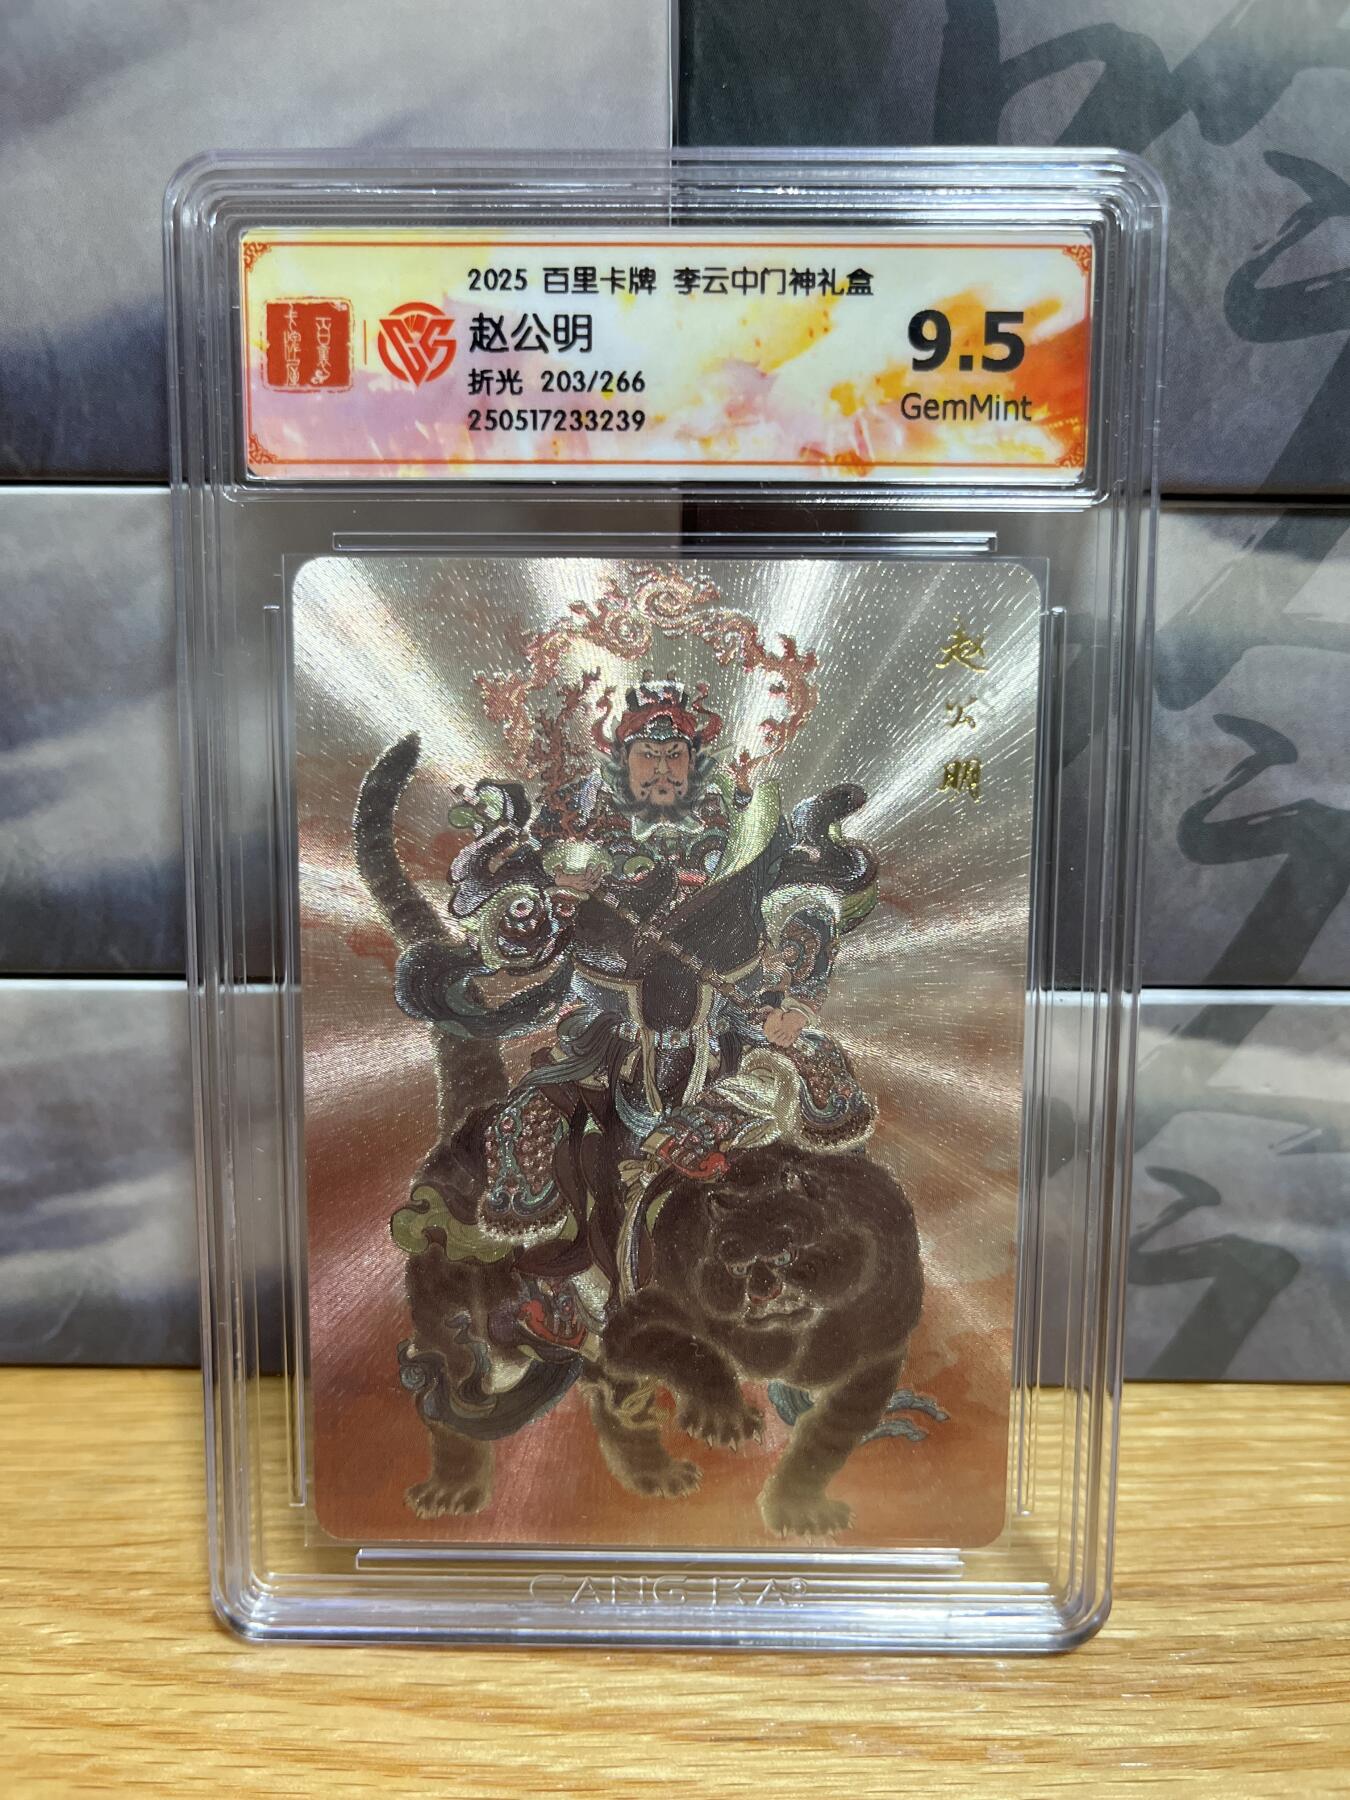 2025 百里卡牌 李云中门神礼盒
赵公明
折光 203/266
250517233239
9.5
GemMint
赵公明
CANG KA®